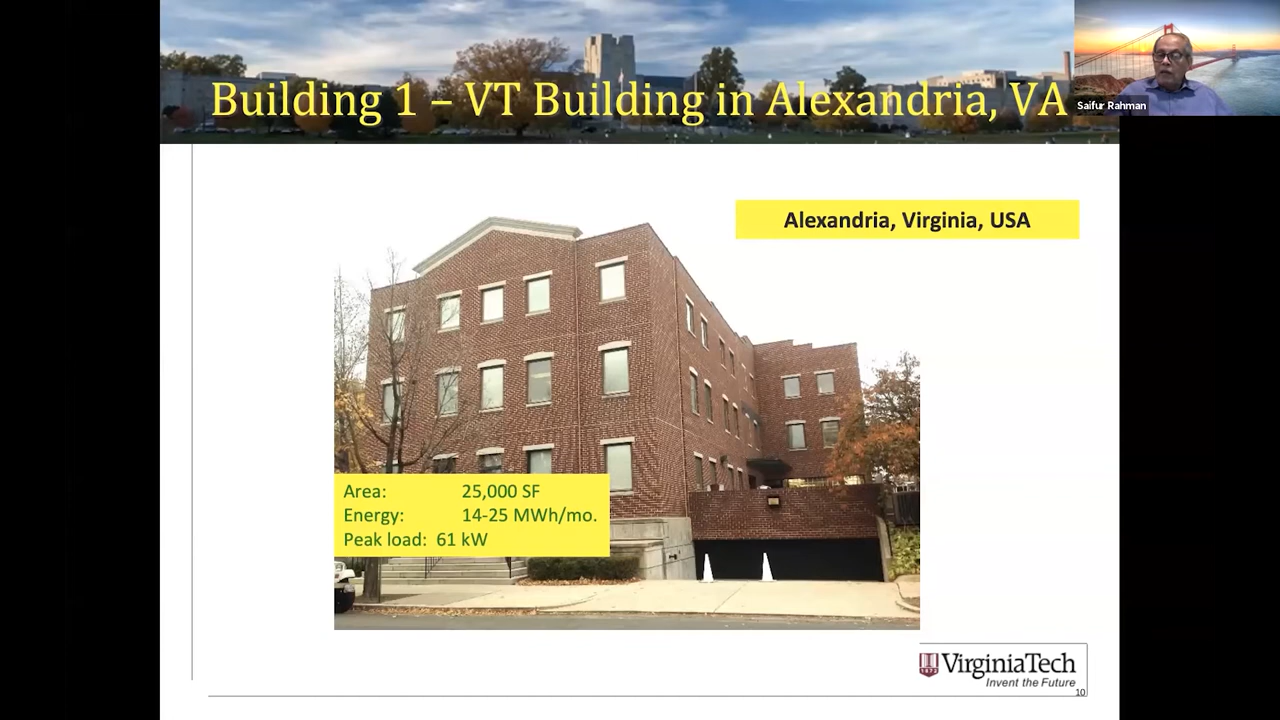 Building 1 – VT Building in Alexandria, VA
Saifur Rahman
Alexandria, Virginia, USA
Area: 25,000 SF
Energy: 14-25 MWh/mo.
Peak load: 61 kW
VirginiaTech
1872
Invent the Future
10